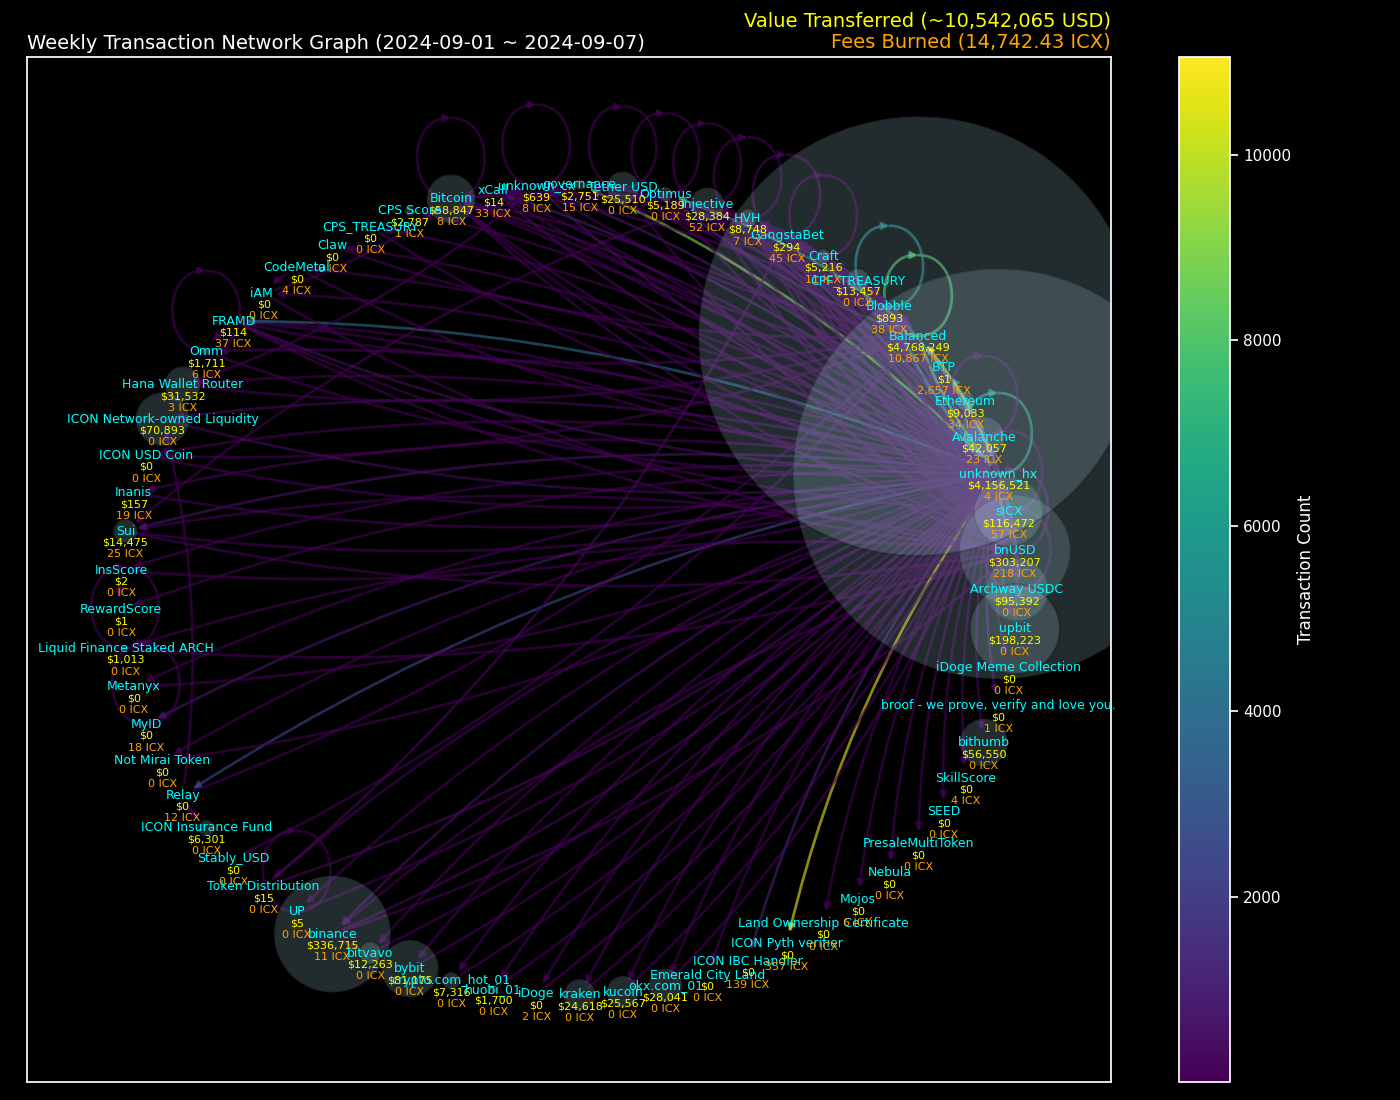 Value Transferred (~10,542,065 USD)
Weekly Transaction Network Graph (2024-09-01 ~ 2024-09-07)
Fees Burned (14,742.43 ICX)
Bitcoin
$58,847
8 ICX
xCall
$14
33 ICX
unknown_cx
$639
8 ICX
governance
$2,751
15 ICX
Tether USD
$25,510
0 ICX
Optimus
$5,189
0 ICX
Injective
$28,384
52 ICX
HVH
$8,748
7 ICX
GangstaBet
$294
45 ICX
Craft
$5,216
11 ICX
CPF_TREASURY
$13,457
0 ICX
Blobble
$893
38 ICX
Balanced
$4,768,249
10,867 ICX
BTP
$1
2,657 ICX
Ethereum
$9,033
34 ICX
Avalanche
$42,057
23 ICX
unknown_hx
$4,156,521
4 ICX
sICX
$116,472
57 ICX
bnUSD
$303,207
218 ICX
Archway USDC
$95,392
0 ICX
upbit
$198,223
0 ICX
iDoge Meme Collection
$0
0 ICX
broof - we prove, verify and love you.
$0
1 ICX
bithumb
$56,550
0 ICX
SkillScore
$0
4 ICX
SEED
$0
0 ICX
PresaleMultiToken
$0
0 ICX
Nebula
$0
0 ICX
Mojos
$0
6 ICX
Land Ownership Certificate
$0
0 ICX
ICON Pyth verifier
$0
ICX
ICON IBC Handler
$0
139 ICX
Emerald City Land
$0
0 ICX
okx.com_01
$28,041
0 ICX
kucoin
$25,567
0 ICX
kraken
$24,618
0 ICX
iDoge
$0
2 ICX
huobi_01
$1,700
0 ICX
.com_hot_01
$7,316
0 ICX
bybit
$81,175
0 ICX
bitvavo
$12,263
0 ICX
binance
$336,715
11 ICX
UP
$5
0 ICX
Token Distribution
$15
0 ICX
Stably_USD
$0
0 ICX
ICON Insurance Fund
$6,301
0 ICX
Relay
$0
12 ICX
Not Mirai Token
$0
0 ICX
MyID
$0
18 ICX
Metanyx
$0
0 ICX
Liquid Finance Staked ARCH
$1,013
0 ICX
RewardScore
$1
0 ICX
InsScore
$2
0 ICX
Sui
$14,475
25 ICX
Inanis
$157
19 ICX
ICON USD Coin
$0
0 ICX
ICON Network-owned Liquidity
$70,893
0 ICX
Hana Wallet Router
$31,532
3 ICX
Omm
$1,711
6 ICX
FRAMD
$114
37 ICX
iAM
$0
0 ICX
CodeMetal
$0
4 ICX
Claw
$0
ICX
CPS_TREASURY
$0
0 ICX
CPS Score
$2,787
1 ICX
10000
8000
6000
4000
2000
Transaction Count